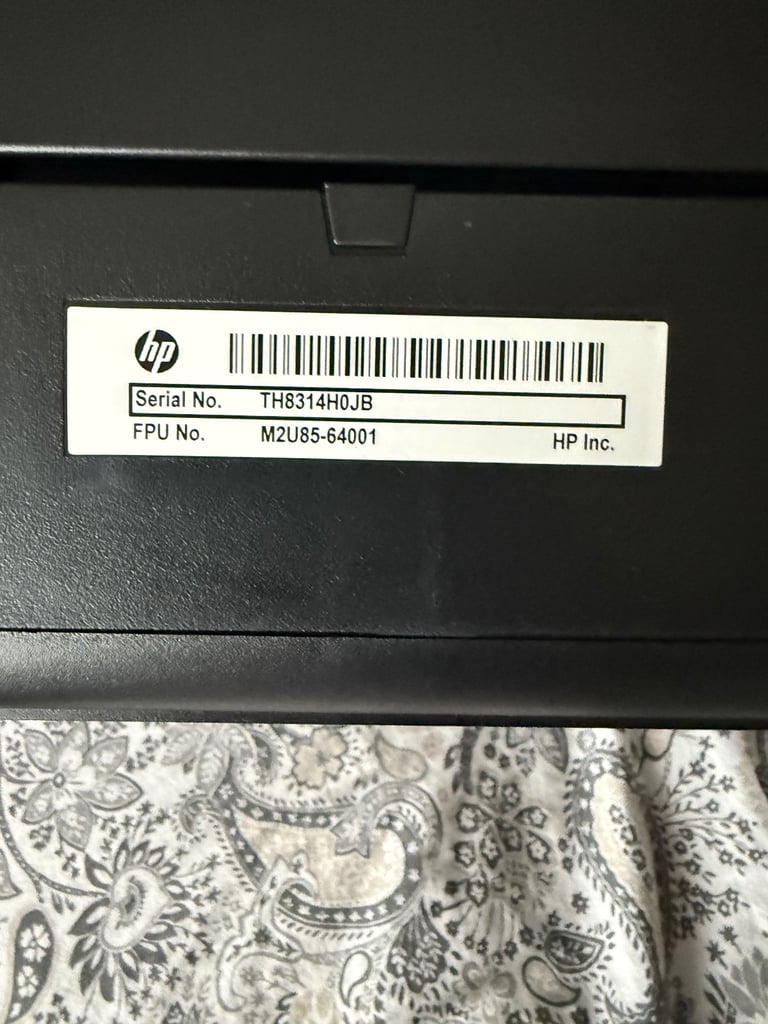 hp
Serial No. TH8314H0JB
FPU No. M2U85-64001 HP Inc.